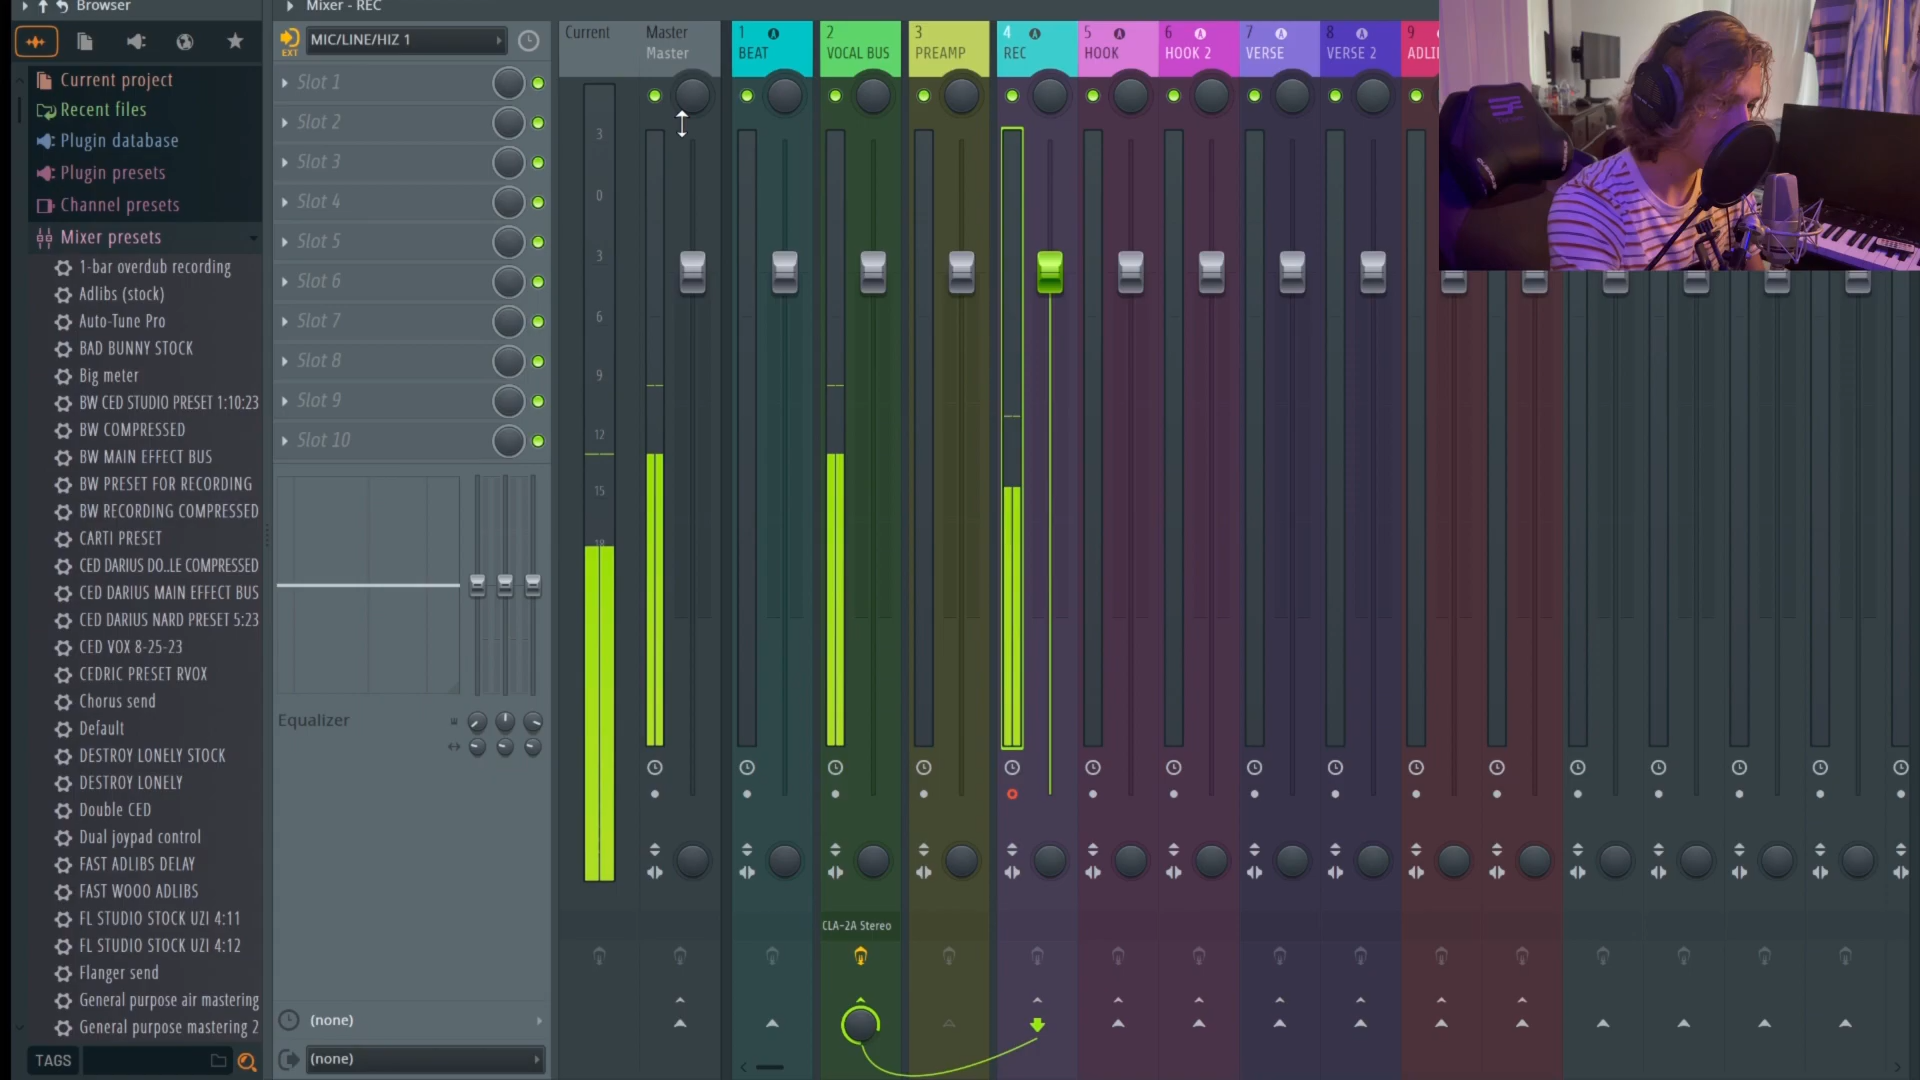 Browser
Current project
Recent files
Plugin database
Plugin presets
Channel presets
Mixer presets
1-bar overdub recording
Adlibs (stock)
Auto-Tune Pro
BAD BUNNY STOCK
Big meter
BW CED STUDIO PRESET 1:10:23
BW COMPRESSED
BW MAIN EFFECT BUS
BW PRESET FOR RECORDING
BW RECORDING COMPRESSED
CARTI PRESET
CED DARIUS DO..LE COMPRESSED
CED DARIUS MAIN EFFECT BUS
CED DARIUS NARD PRESET 5:23
CED VOX 8-25-23
CEDRIC PRESET RVOX
Chorus send
Default
DESTROY LONELY STOCK
DESTROY LONELY
Double CED
Dual joypad control
FAST ADLIBS DELAY
FAST WOOO ADLIBS
FL STUDIO STOCK UZI 4:11
FL STUDIO STOCK UZI 4:12
Flanger send
General purpose air mastering
General purpose mastering 2
TAGS
Mixer - REC
EXT
MIC/LINE/HIZ 1
Slot 1
Slot 2
Slot 3
Slot 4
Slot 5
Slot 6
Slot 7
Slot 8
Slot 9
Slot 10
Equalizer
(none)
(none)
Current
Master
Master
1
BEAT
2
VOCAL BUS
3
PREAMP
4
REC
5
HOOK
6
HOOK 2
7
VERSE
8
VERSE 2
9
ADLI
3
0
3
6
9
12
15
18
CLA-2A Stereo